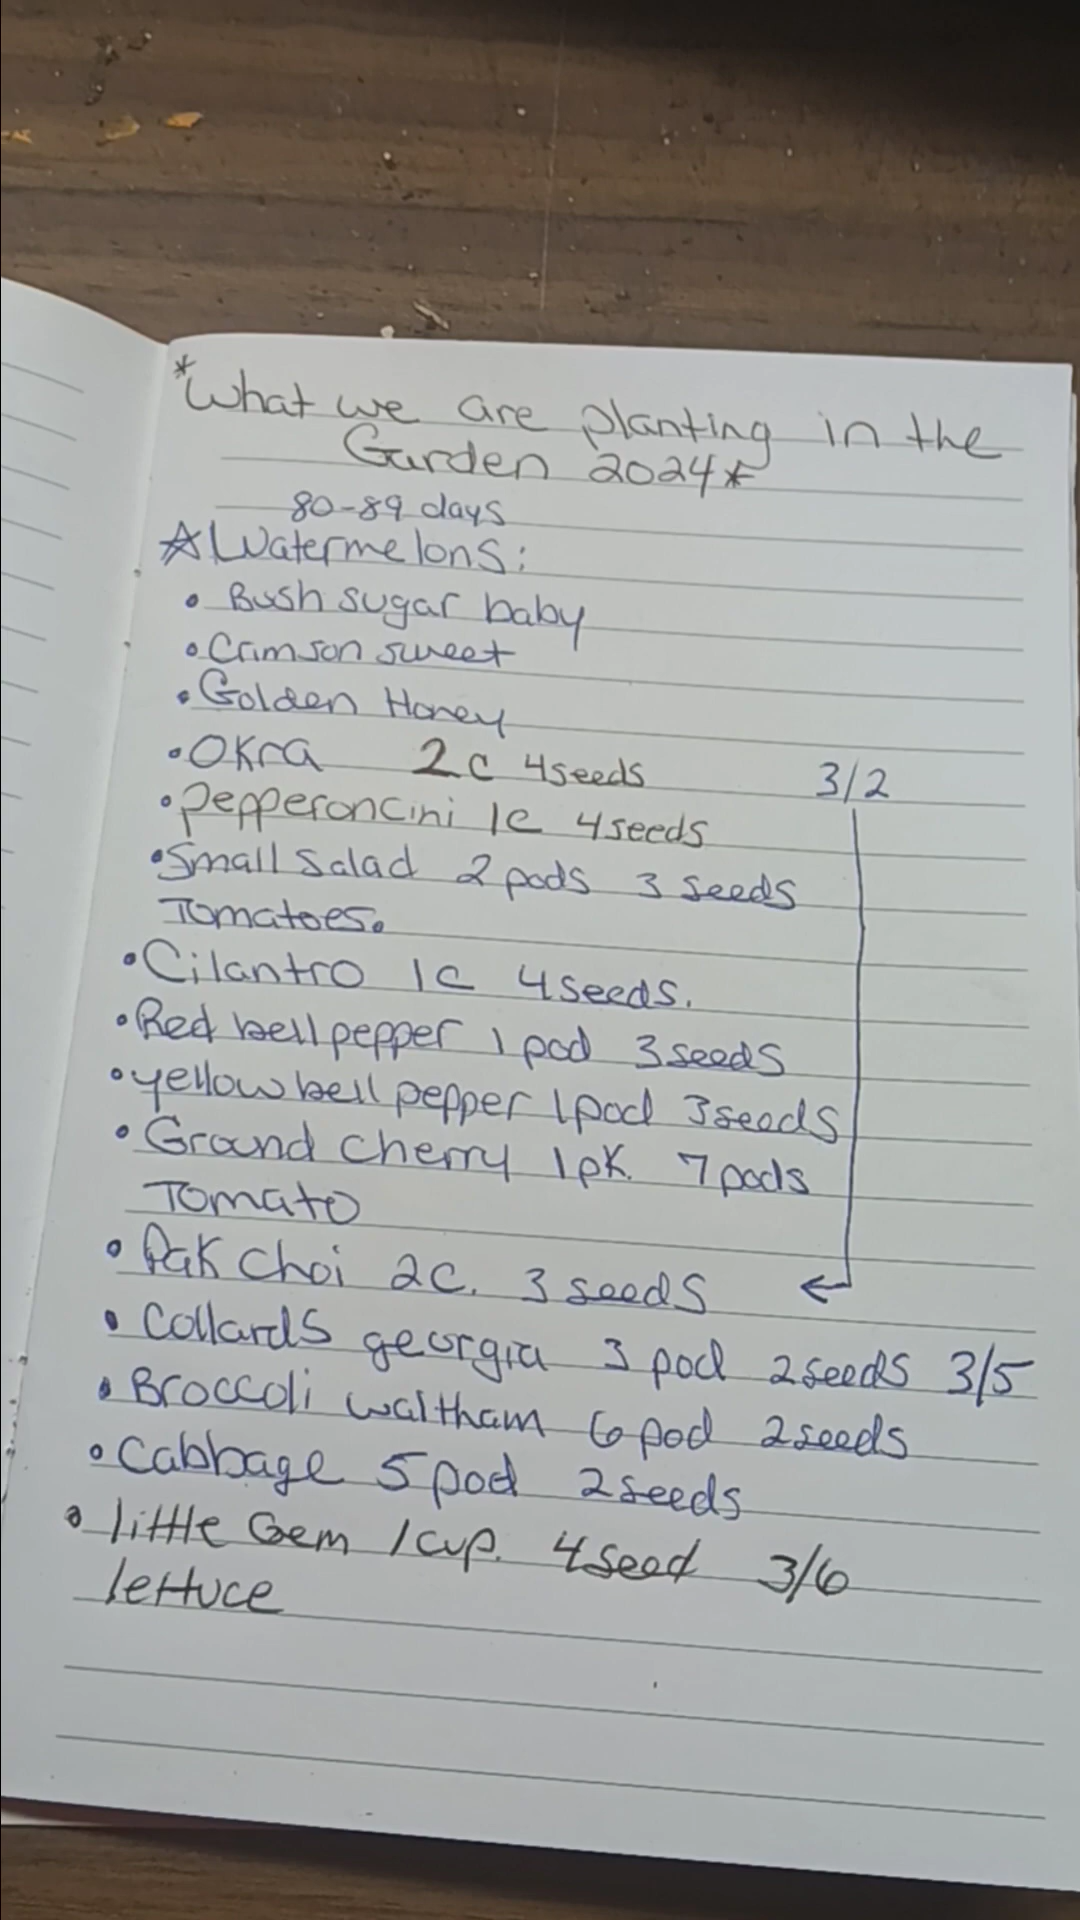 *What we are planting in the
Garden 2024*
80-89 days
☆ Watermelons:
• Bush sugar baby
• Crimson sweet
• Golden Honey
• Okra 2c 4seeds 3/2
• Pepperoncini 1c 4seeds
• Small Salad 2 pods 3 seeds
Tomatoes.
• Cilantro 1c 4seeds.
• Red bell pepper 1 pod 3seeds
• yellow bell pepper 1pod 3seeds
• Ground cherry 1pk. 7pods
Tomato
• Pak choi 2c. 3 seeds ←
• Collards georgia 3 pod 2seeds 3/5
• Broccoli waltham 6 pod 2seeds
• Cabbage 5 pod 2seeds
• little Gem 1cup. 4seed 3/6
lettuce